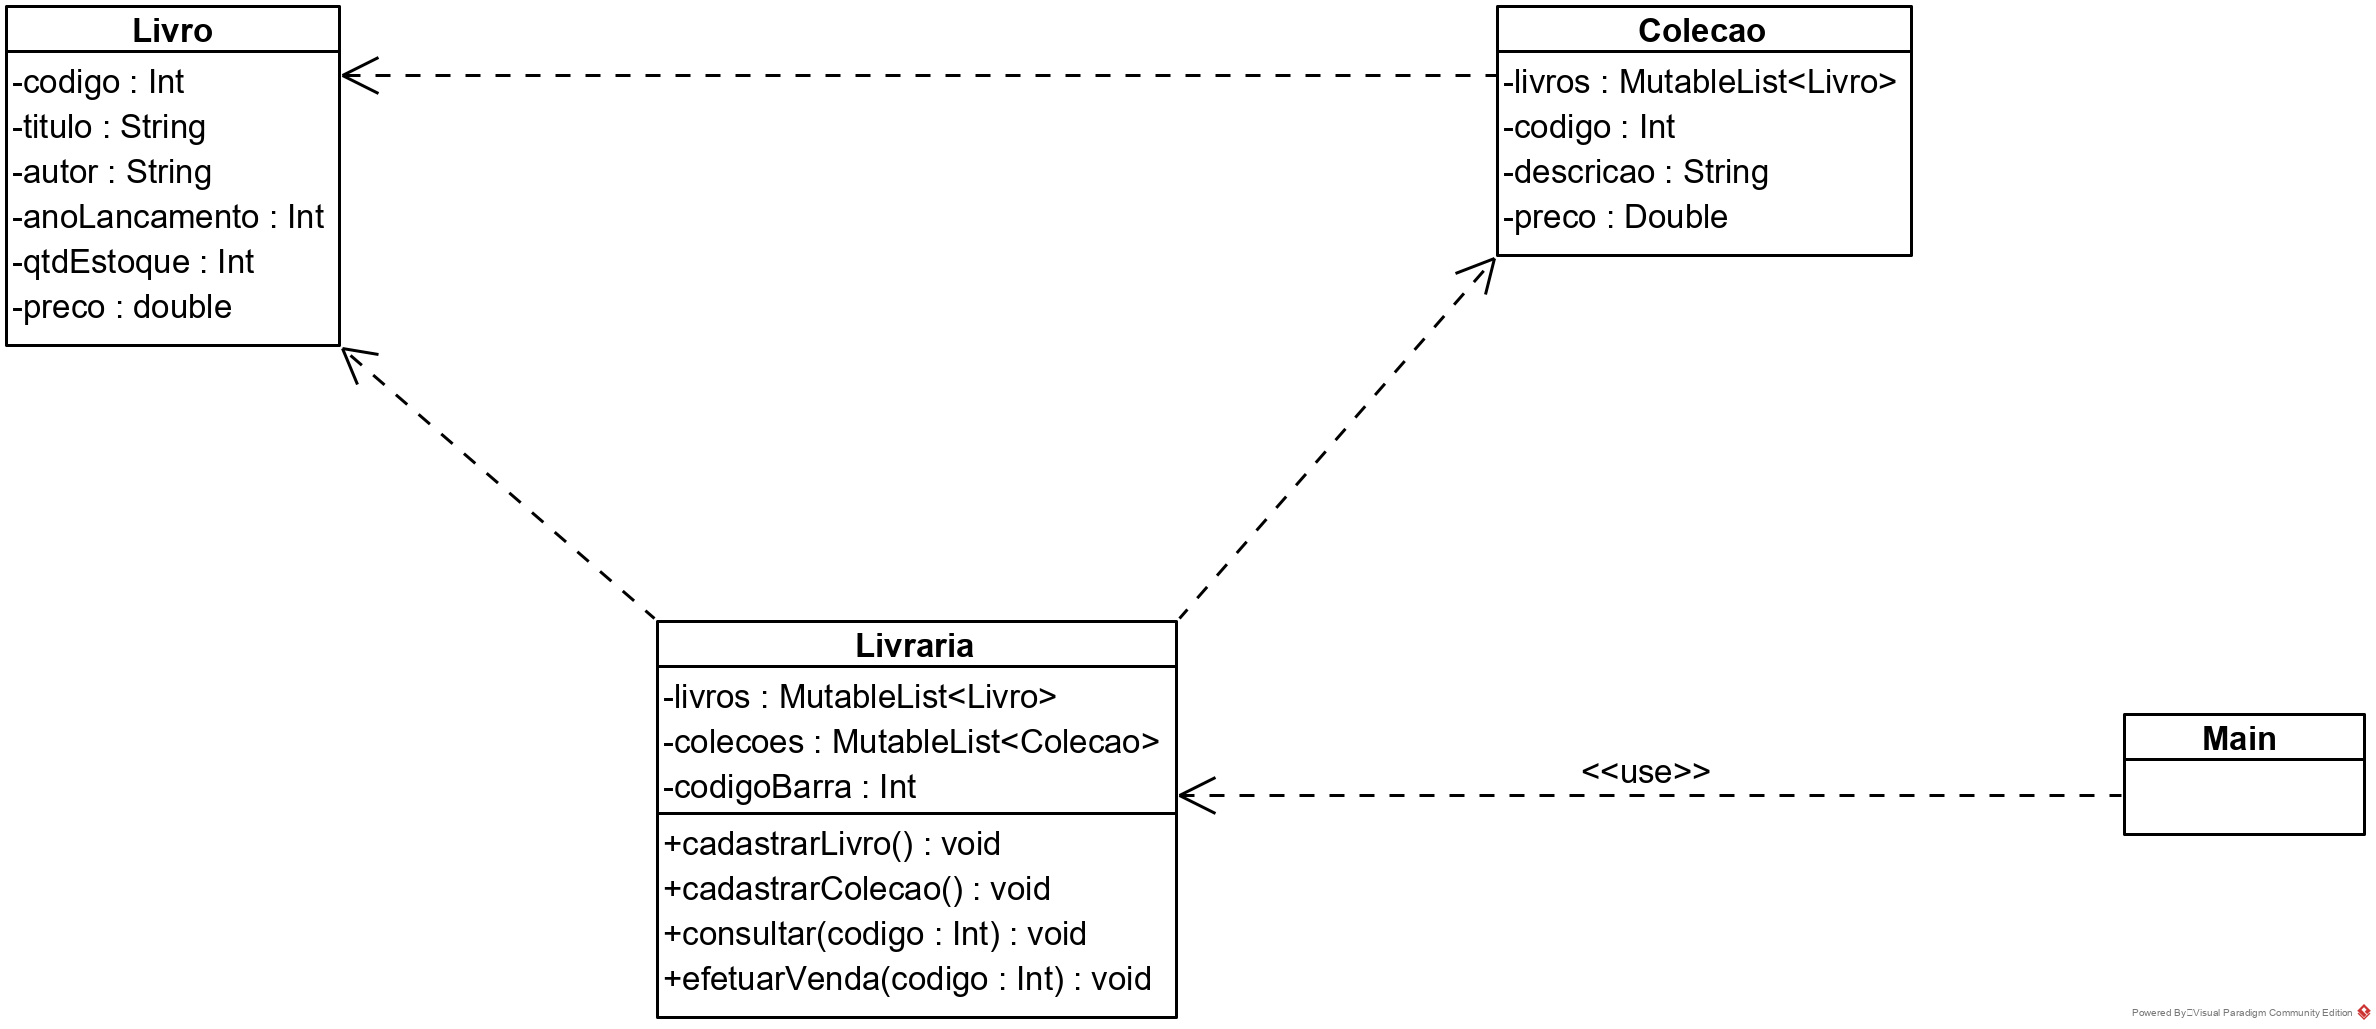 Livro
-codigo : Int
-titulo : String
-autor : String
-anoLancamento : Int
-qtdEstoque : Int
-preco : double
Colecao
-livros : MutableList<Livro>
-codigo : Int
-descricao : String
-preco : Double
Livraria
-livros : MutableList<Livro>
-colecoes : MutableList<Colecao>
-codigoBarra : Int
+cadastrarLivro() : void
+cadastrarColecao() : void
+consultar(codigo : Int) : void
+efetuarVenda(codigo : Int) : void
<<use>>
Main
Powered By Visual Paradigm Community Edition